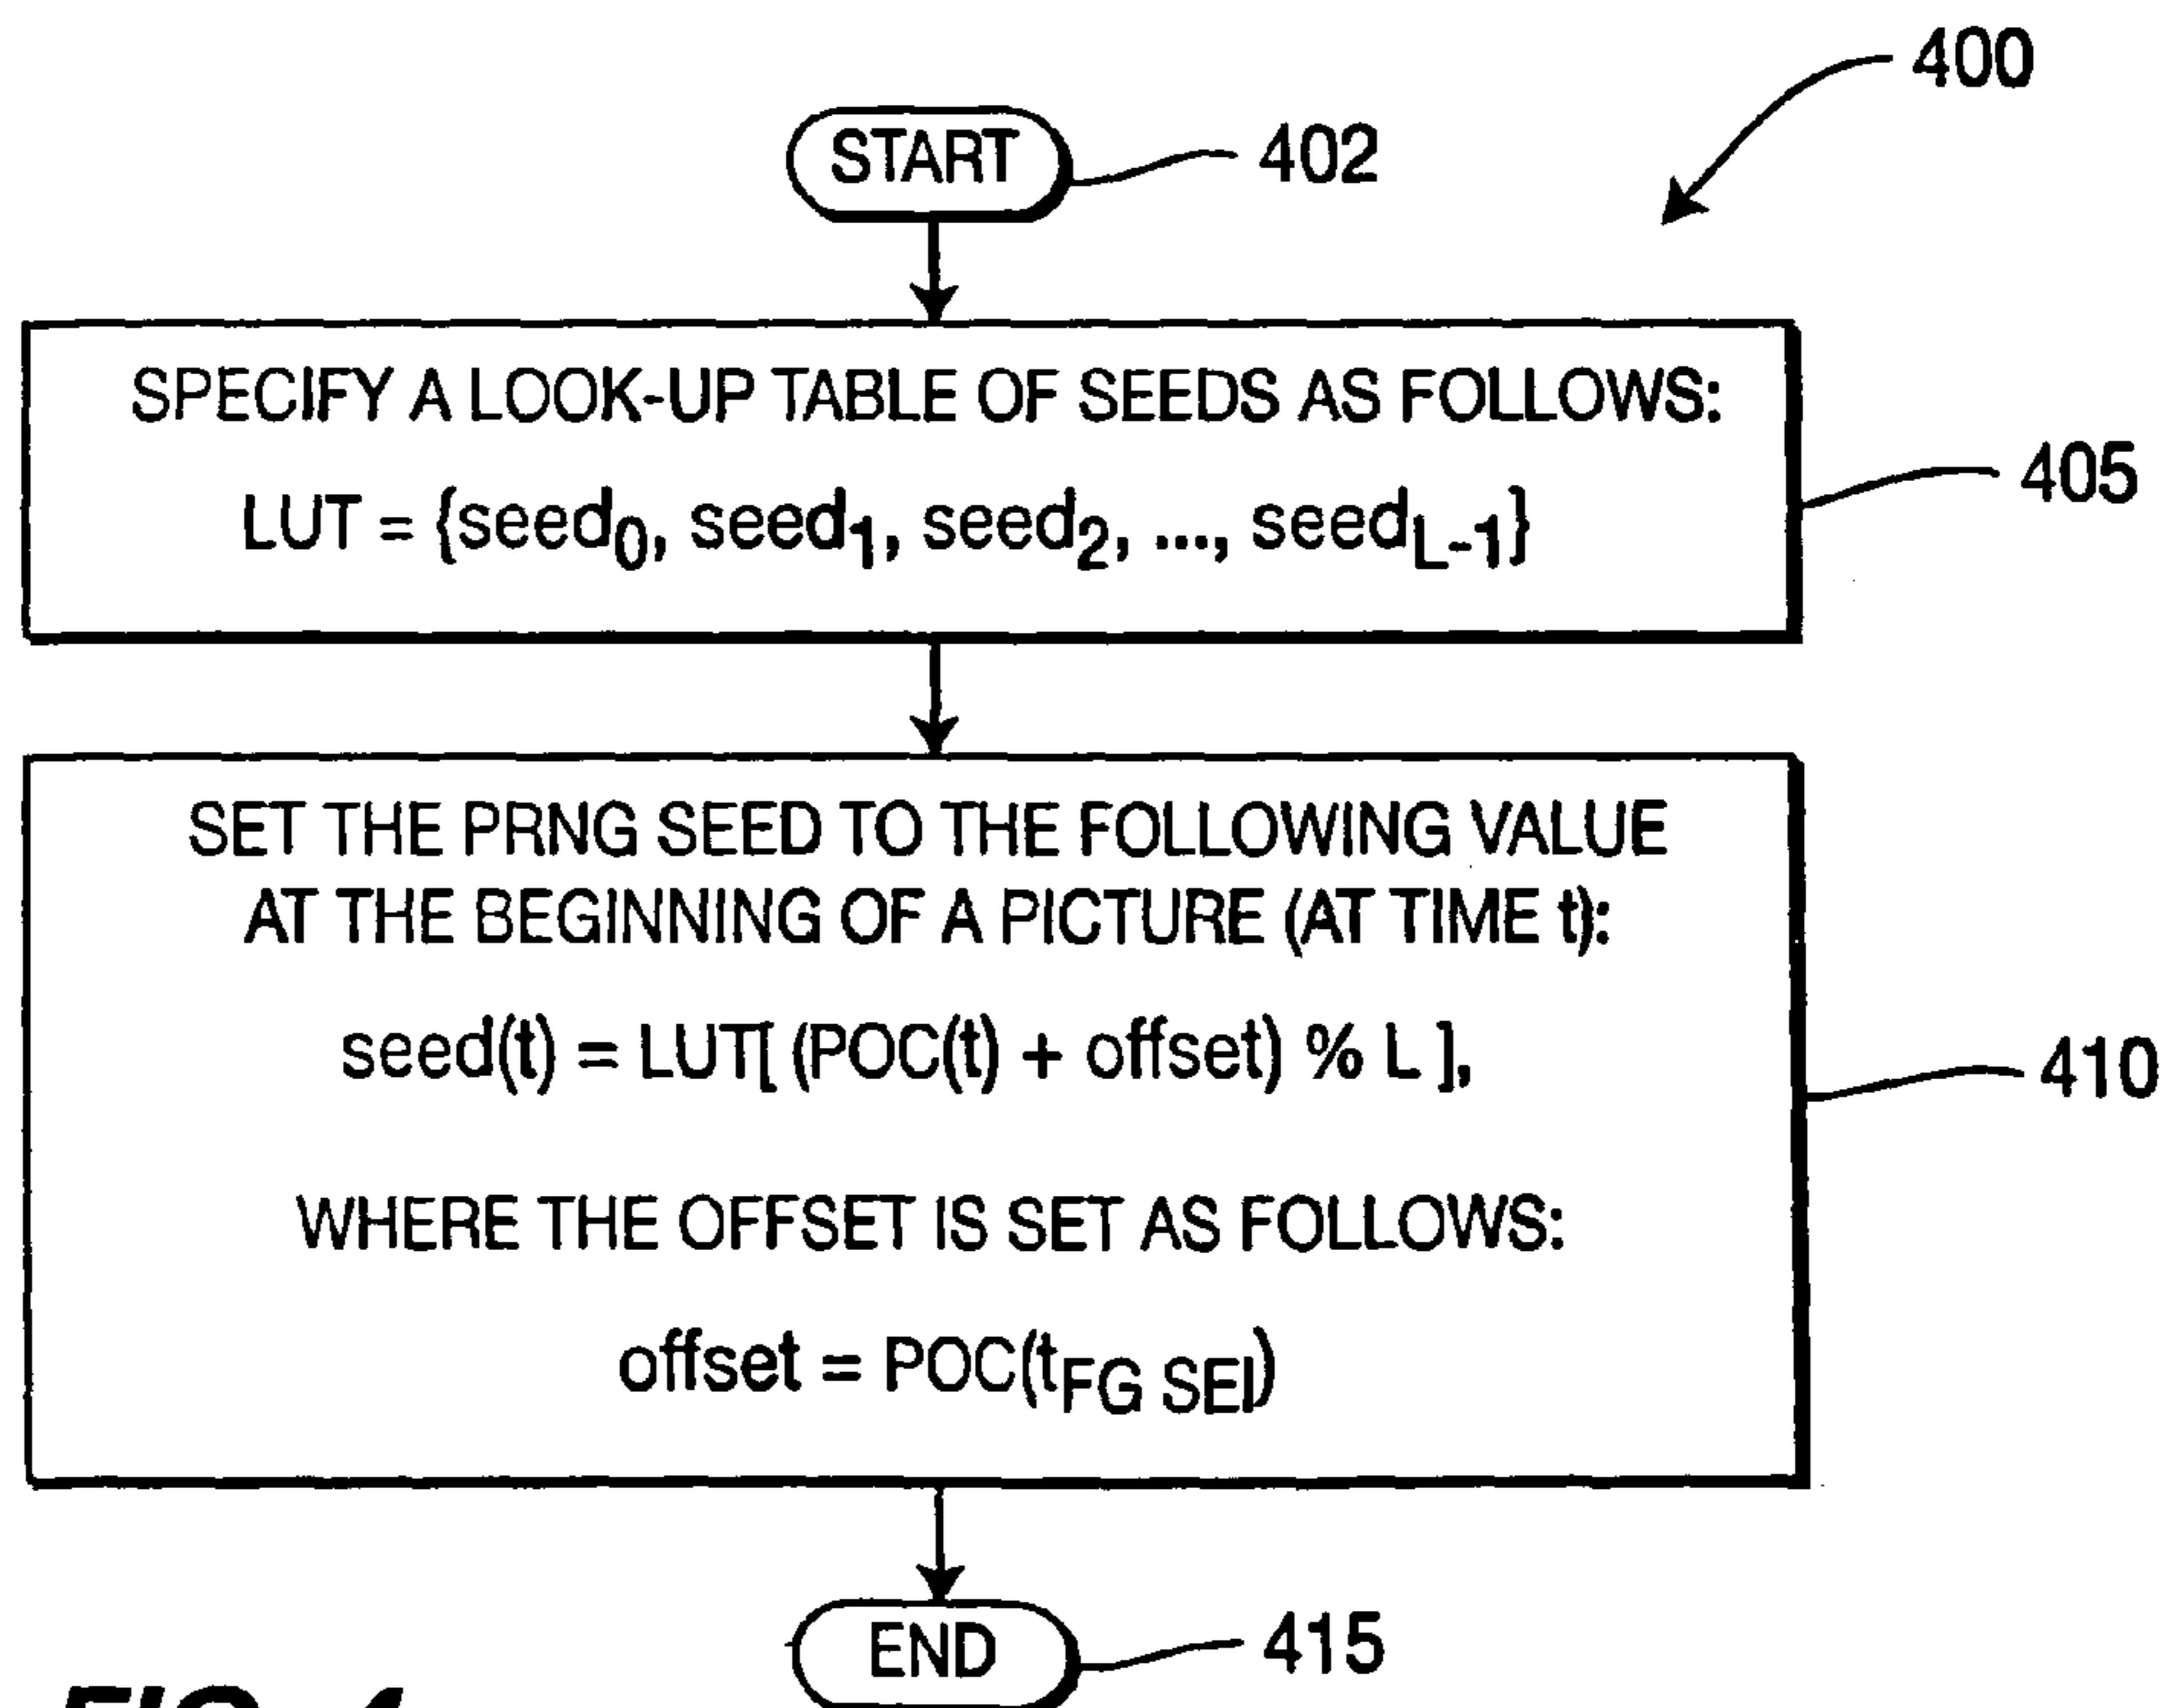 400
START
402
SPECIFY A LOOK-UP TABLE OF SEEDS AS FOLLOWS:
LUT = {seed0, seed1, seed2, ..., seedL-1}
405
SET THE PRNG SEED TO THE FOLLOWING VALUE
AT THE BEGINNING OF A PICTURE (AT TIME t):
seed(t) = LUT[ (POC(t) + offset) % L ],
410
WHERE THE OFFSET IS SET AS FOLLOWS:
offset = POC(tFG SEI)
END
415